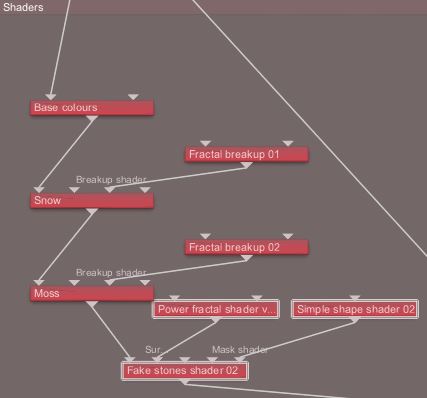 Shaders
Base colours
Fractal breakup 01
Breakup shader
Snow
Fractal breakup 02
Breakup shader
Moss
Power fractal shader v...
Simple shape shader 02
Sur
Mask shader
Fake stones shader 02